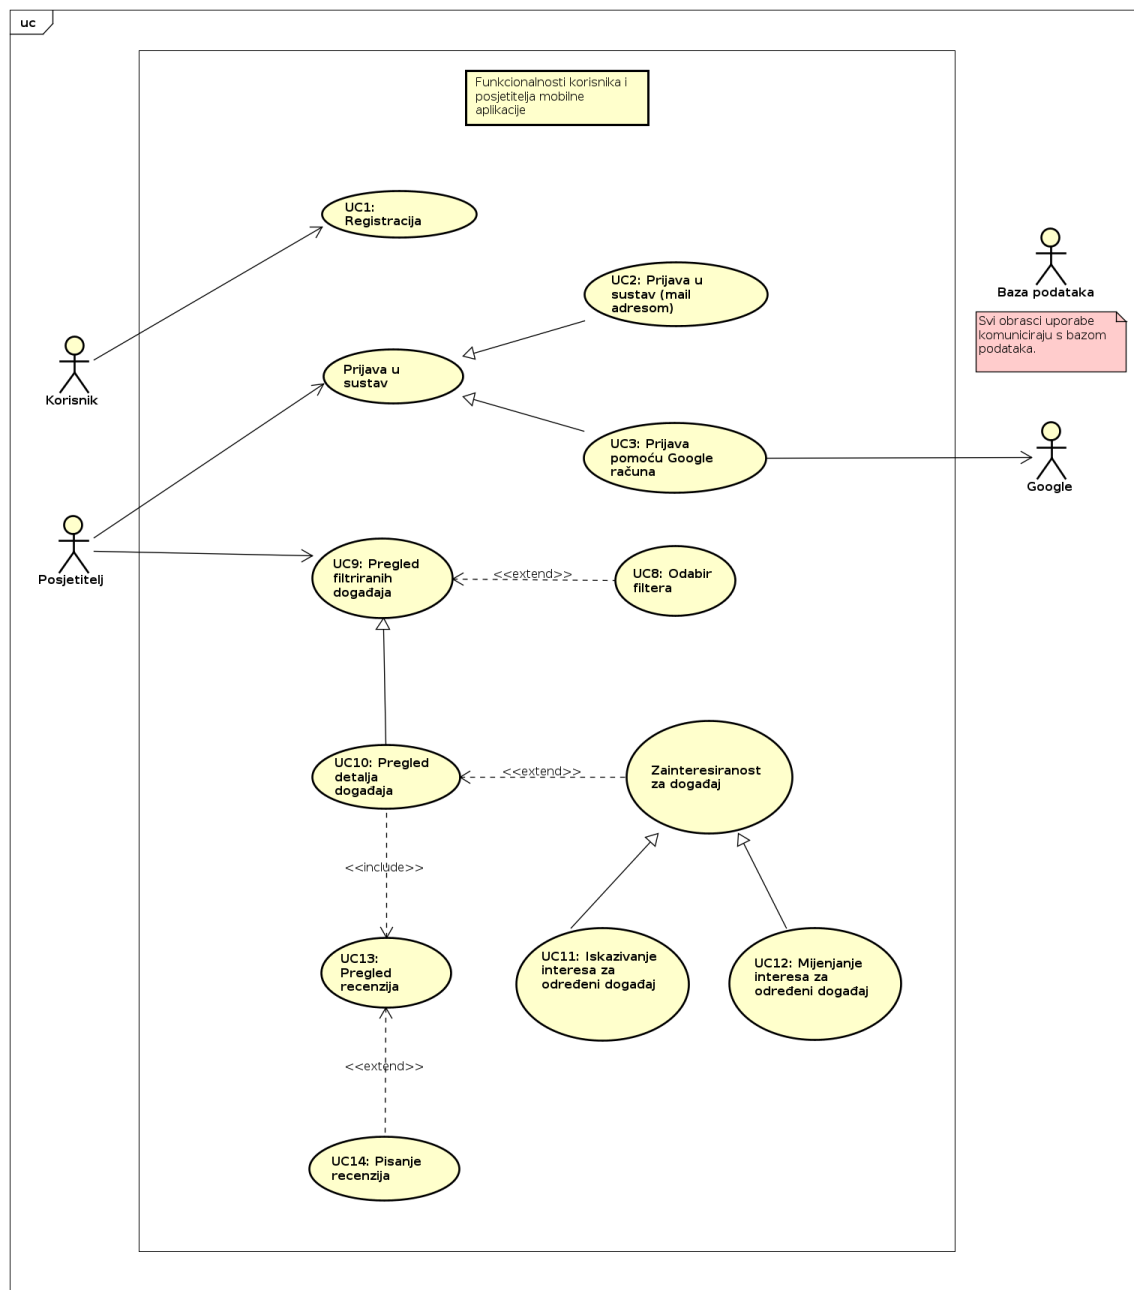 uc
Funkcionalnosti korisnika i
posjetitelja mobilne
aplikacije
UC1:
Registracija
UC2: Prijava u
sustav (mail
adresom)
Baza podataka
Svi obrasci uporabe
komuniciraju s bazom
podataka.
Korisnik
Prijava u
sustav
UC3: Prijava
pomoću Google
računa
Google
Posjetitelj
UC9: Pregled
filtriranih
događaja
<<extend>>
UC8: Odabir
filtera
UC10: Pregled
detalja
događaja
<<extend>>
Zainteresiranost
za događaj
<<include>>
UC13:
Pregled
recenzija
UC11: Iskazivanje
interesa za
određeni događaj
UC12: Mijenjanje
interesa za
određeni događaj
<<extend>>
UC14: Pisanje
recenzija